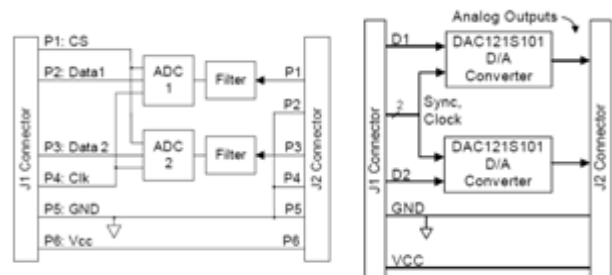 P1: CS
P2: Data1
P3: Data2
P4: Clk
P5: GND
P6: Vcc
J1 Connector
ADC
1
Filter
ADC
2
Filter
P1
P2
P3
P4
P5
P6
J2 Connector
Analog Outputs
D1
DAC121S101
D/A
Converter
2
Sync,
Clock
DAC121S101
D/A
Converter
D2
GND
VCC
J1 Connector
J2 Connector